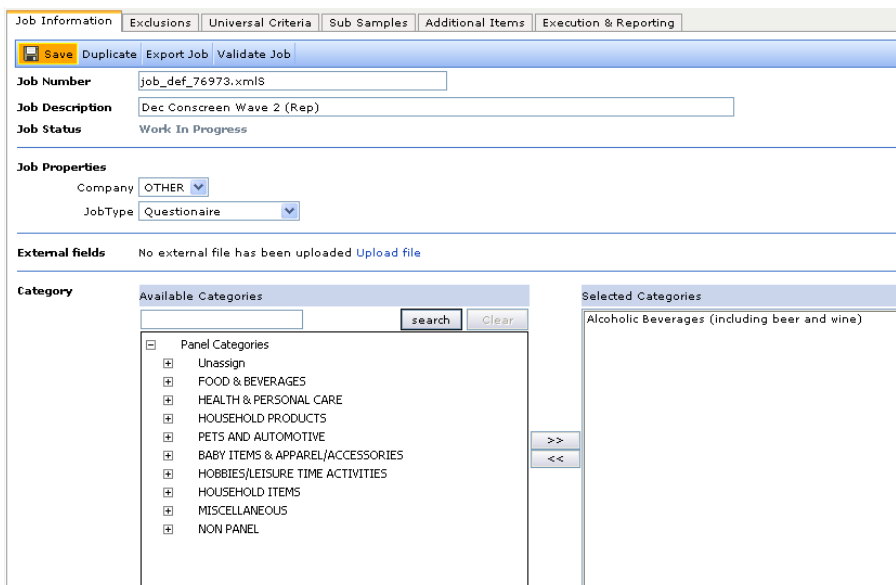 Job Information Exclusions Universal Criteria Sub Samples Additional Items Execution & Reporting
Save Duplicate Export Job Validate Job
Job Number job_def_76973.xmlS
Job Description Dec Conscreen Wave 2 (Rep)
Job Status Work In Progress
Job Properties
Company OTHER
JobType Questionaire
External fields No external file has been uploaded Upload file
Category Available Categories Selected Categories
search Clear Alcoholic Beverages (including beer and wine)
Panel Categories
Unassign
FOOD & BEVERAGES
HEALTH & PERSONAL CARE
HOUSEHOLD PRODUCTS
PETS AND AUTOMOTIVE >>
BABY ITEMS & APPAREL/ACCESSORIES <<
HOBBIES/LEISURE TIME ACTIVITIES
HOUSEHOLD ITEMS
MISCELLANEOUS
NON PANEL